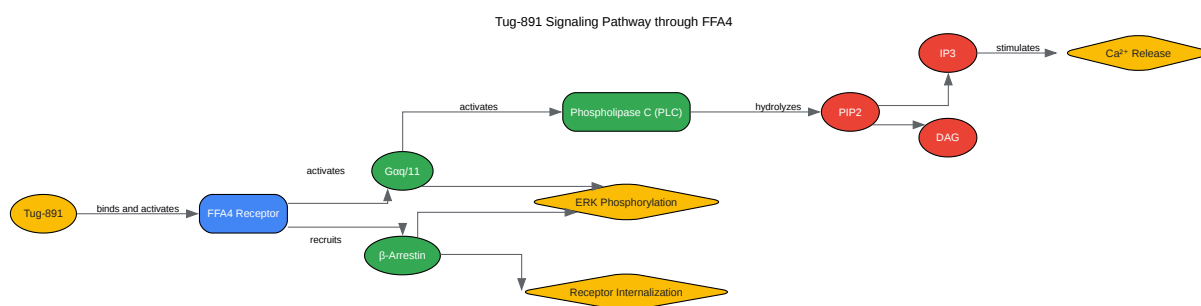 Tug-891 Signaling Pathway through FFA4
IP3
stimulates
Ca²⁺ Release
activates
Phospholipase C (PLC)
hydrolyzes
PIP2
DAG
activates
Gαq/11
ERK Phosphorylation
Tug-891
binds and activates
FFA4 Receptor
recruits
β-Arrestin
Receptor Internalization